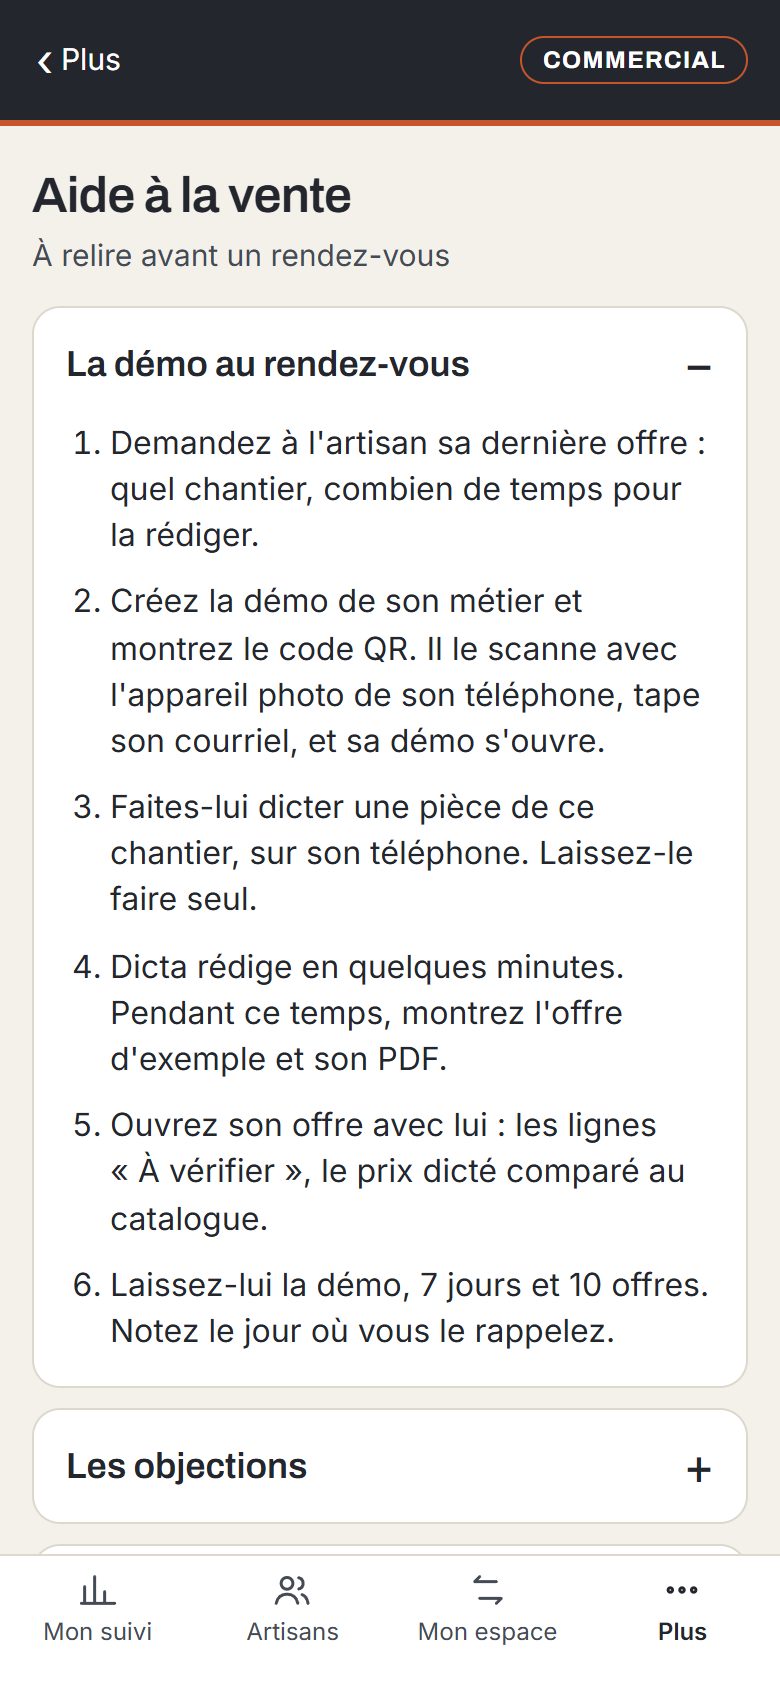 ‹ Plus
COMMERCIAL
Aide à la vente
À relire avant un rendez-vous
La démo au rendez-vous −
1. Demandez à l'artisan sa dernière offre :
quel chantier, combien de temps pour
la rédiger.
2. Créez la démo de son métier et
montrez le code QR. Il le scanne avec
l'appareil photo de son téléphone, tape
son courriel, et sa démo s'ouvre.
3. Faites-lui dicter une pièce de ce
chantier, sur son téléphone. Laissez-le
faire seul.
4. Dicta rédige en quelques minutes.
Pendant ce temps, montrez l'offre
d'exemple et son PDF.
5. Ouvrez son offre avec lui : les lignes
« À vérifier », le prix dicté comparé au
catalogue.
6. Laissez-lui la démo, 7 jours et 10 offres.
Notez le jour où vous le rappelez.
Les objections +
Mon suivi
Artisans
Mon espace
Plus